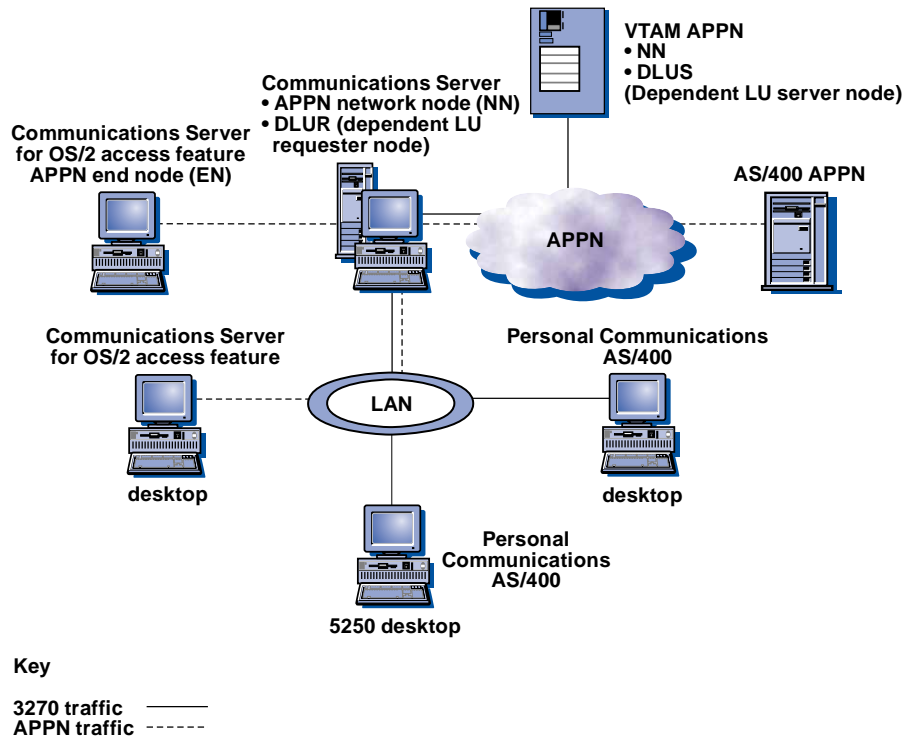 VTAM APPN
• NN
• DLUS
(Dependent LU server node)
Communications Server
• APPN network node (NN)
• DLUR (dependent LU
requester node)
Communications Server
for OS/2 access feature
APPN end node (EN)
AS/400 APPN
APPN
Communications Server
for OS/2 access feature
Personal Communications
AS/400
LAN
desktop
desktop
Personal
Communications
AS/400
5250 desktop
Key
3270 traffic
APPN traffic